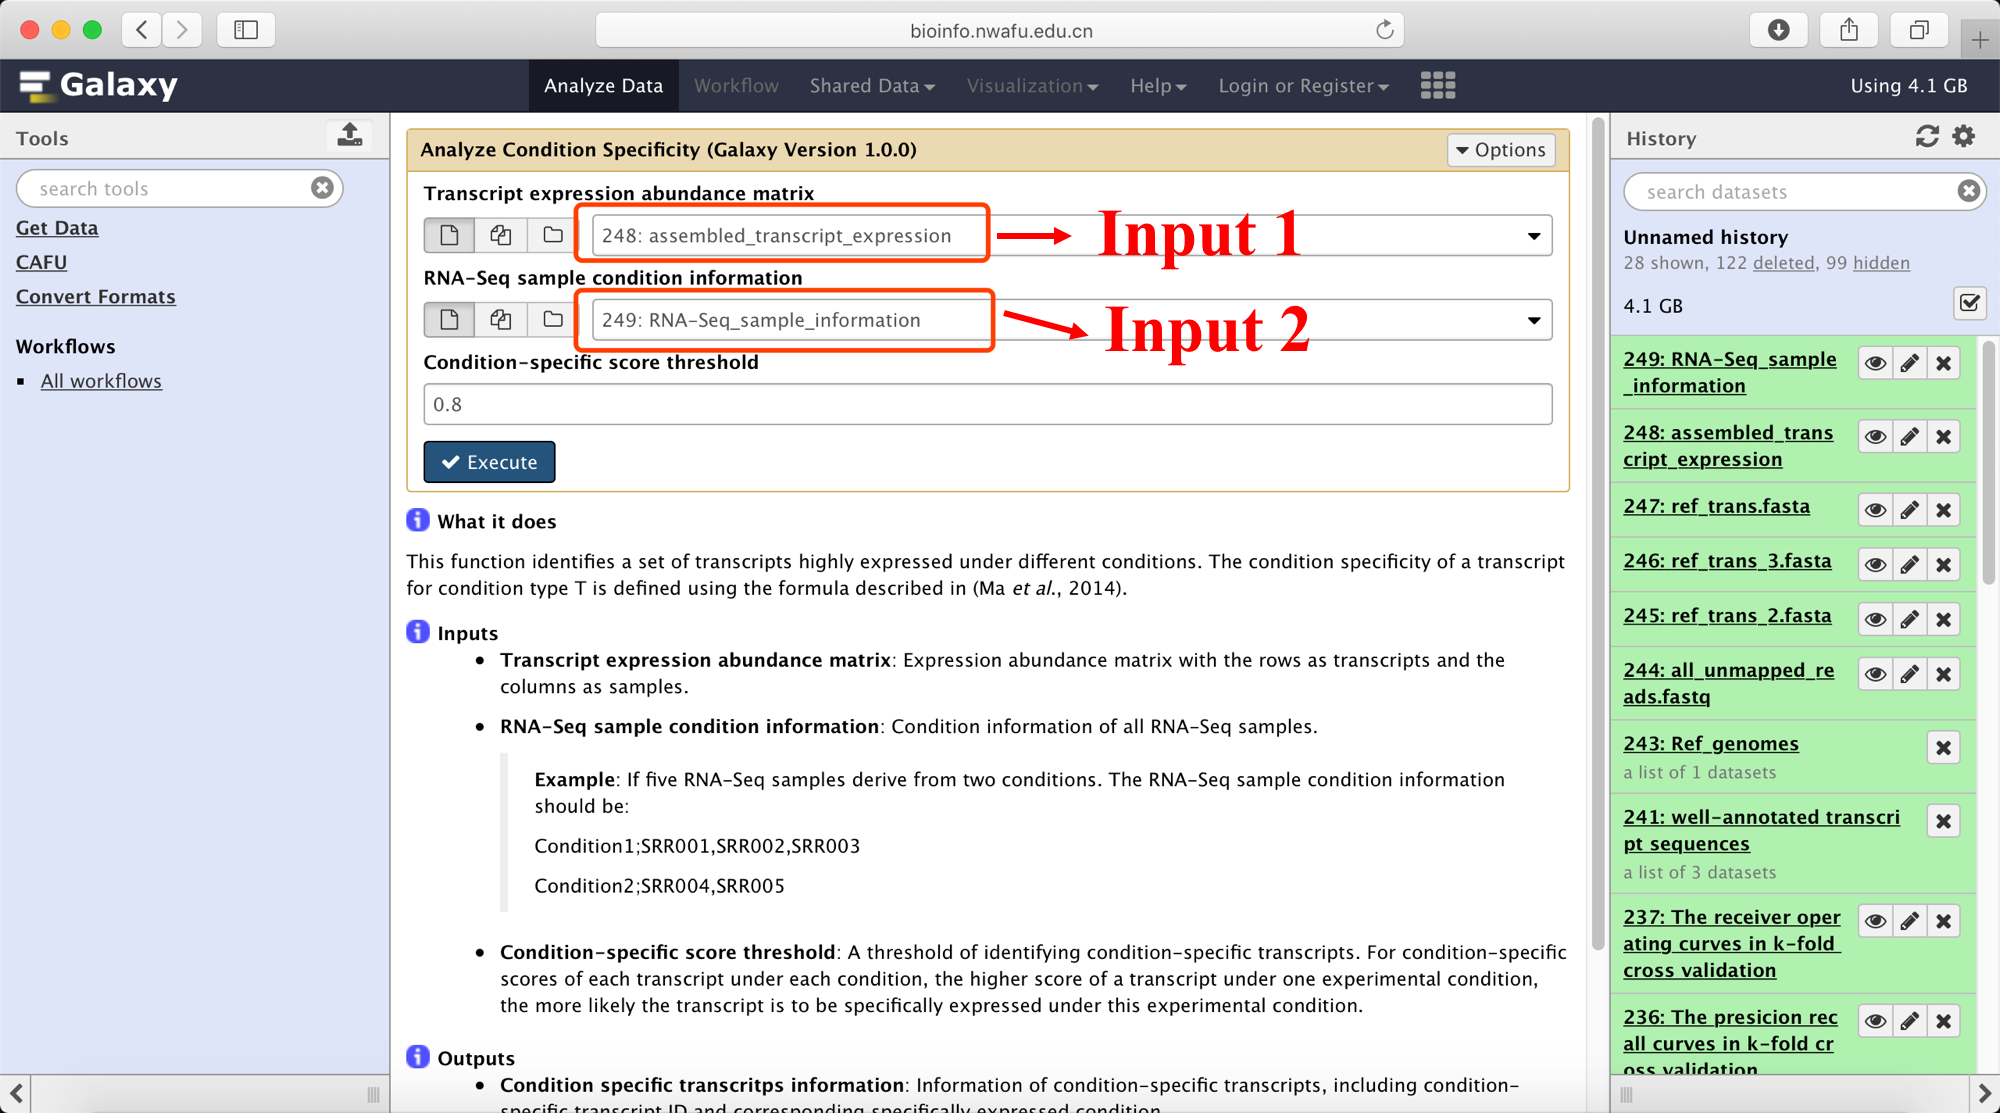 bioinfo.nwafu.edu.cn
Galaxy
Analyze Data
Workflow
Shared Data
Visualization
Help
Login or Register
Using 4.1 GB
Tools
search tools
Get Data
CAFU
Convert Formats
Workflows
All workflows
Analyze Condition Specificity (Galaxy Version 1.0.0)
Options
Transcript expression abundance matrix
248: assembled_transcript_expression
Input 1
RNA-Seq sample condition information
249: RNA-Seq_sample_information
Input 2
Condition-specific score threshold
0.8
Execute
What it does
This function identifies a set of transcripts highly expressed under different conditions. The condition specificity of a transcript
for condition type T is defined using the formula described in (Ma et al., 2014).
Inputs
Transcript expression abundance matrix: Expression abundance matrix with the rows as transcripts and the
columns as samples.
RNA-Seq sample condition information: Condition information of all RNA-Seq samples.
Example: If five RNA-Seq samples derive from two conditions. The RNA-Seq sample condition information
should be:
Condition1;SRR001,SRR002,SRR003
Condition2;SRR004,SRR005
Condition-specific score threshold: A threshold of identifying condition-specific transcripts. For condition-specific
scores of each transcript under each condition, the higher score of a transcript under one experimental condition,
the more likely the transcript is to be specifically expressed under this experimental condition.
Outputs
Condition specific transcritps information: Information of condition-specific transcripts, including condition-
specific transcript ID and corresponding specifically expressed condition.
History
search datasets
Unnamed history
28 shown, 122 deleted, 99 hidden
4.1 GB
249: RNA-Seq_sample
_information
248: assembled_trans
cript_expression
247: ref_trans.fasta
246: ref_trans_3.fasta
245: ref_trans_2.fasta
244: all_unmapped_re
ads.fastq
243: Ref_genomes
a list of 1 datasets
241: well-annotated transcri
pt sequences
a list of 3 datasets
237: The receiver oper
ating curves in k-fold
cross validation
236: The presicion rec
all curves in k-fold cr
oss validation